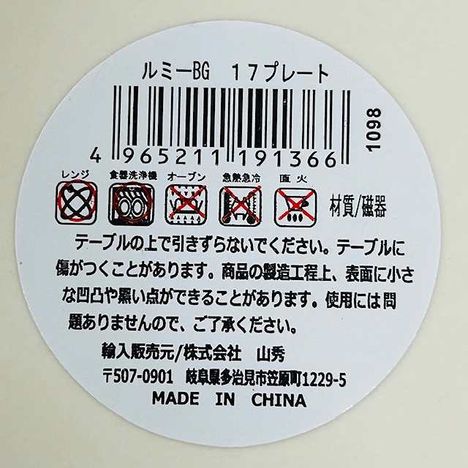 ルミーBG 17プレート
4 965211 191366
1098
レンジ 食器洗浄機 オーブン 急熱急冷 直火
材質/磁器
テーブルの上で引きずらないでください。テーブルに
傷がつくことがあります。商品の製造工程上、表面に小さ
な凹凸や黒い点ができることがあります。使用には問
題ありませんので、ご了承ください。
輸入販売元/株式会社 山秀
〒507-0901 岐阜県多治見市笠原町1229-5
MADE IN CHINA